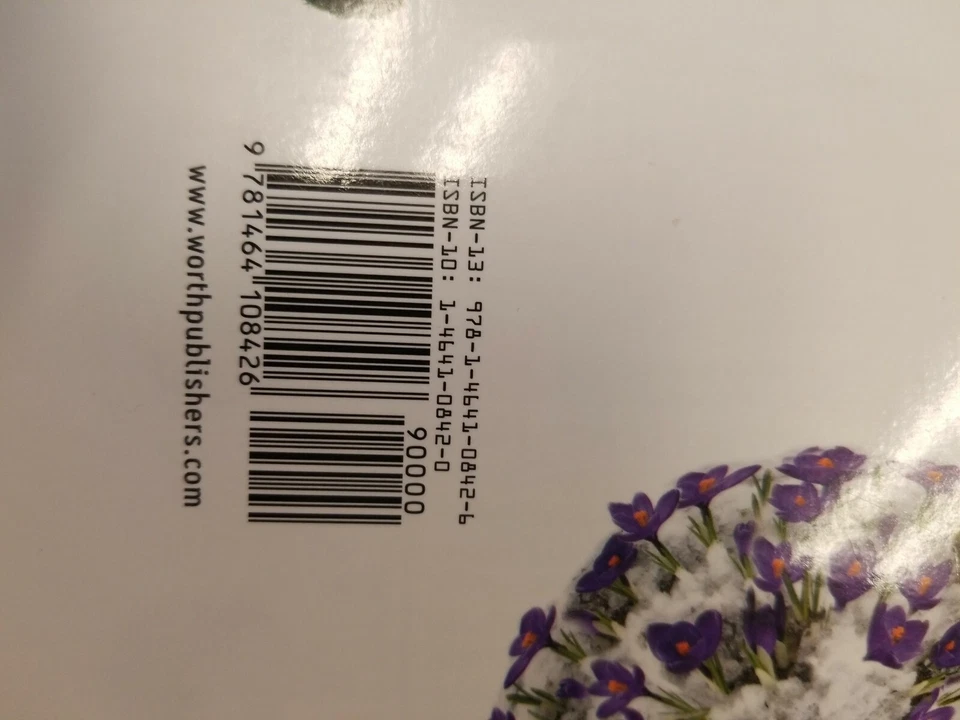 ISBN-13: 978-1-4641-0842-6
ISBN-10: 1-4641-0842-0
90000
9 781464 108426
www.worthpublishers.com